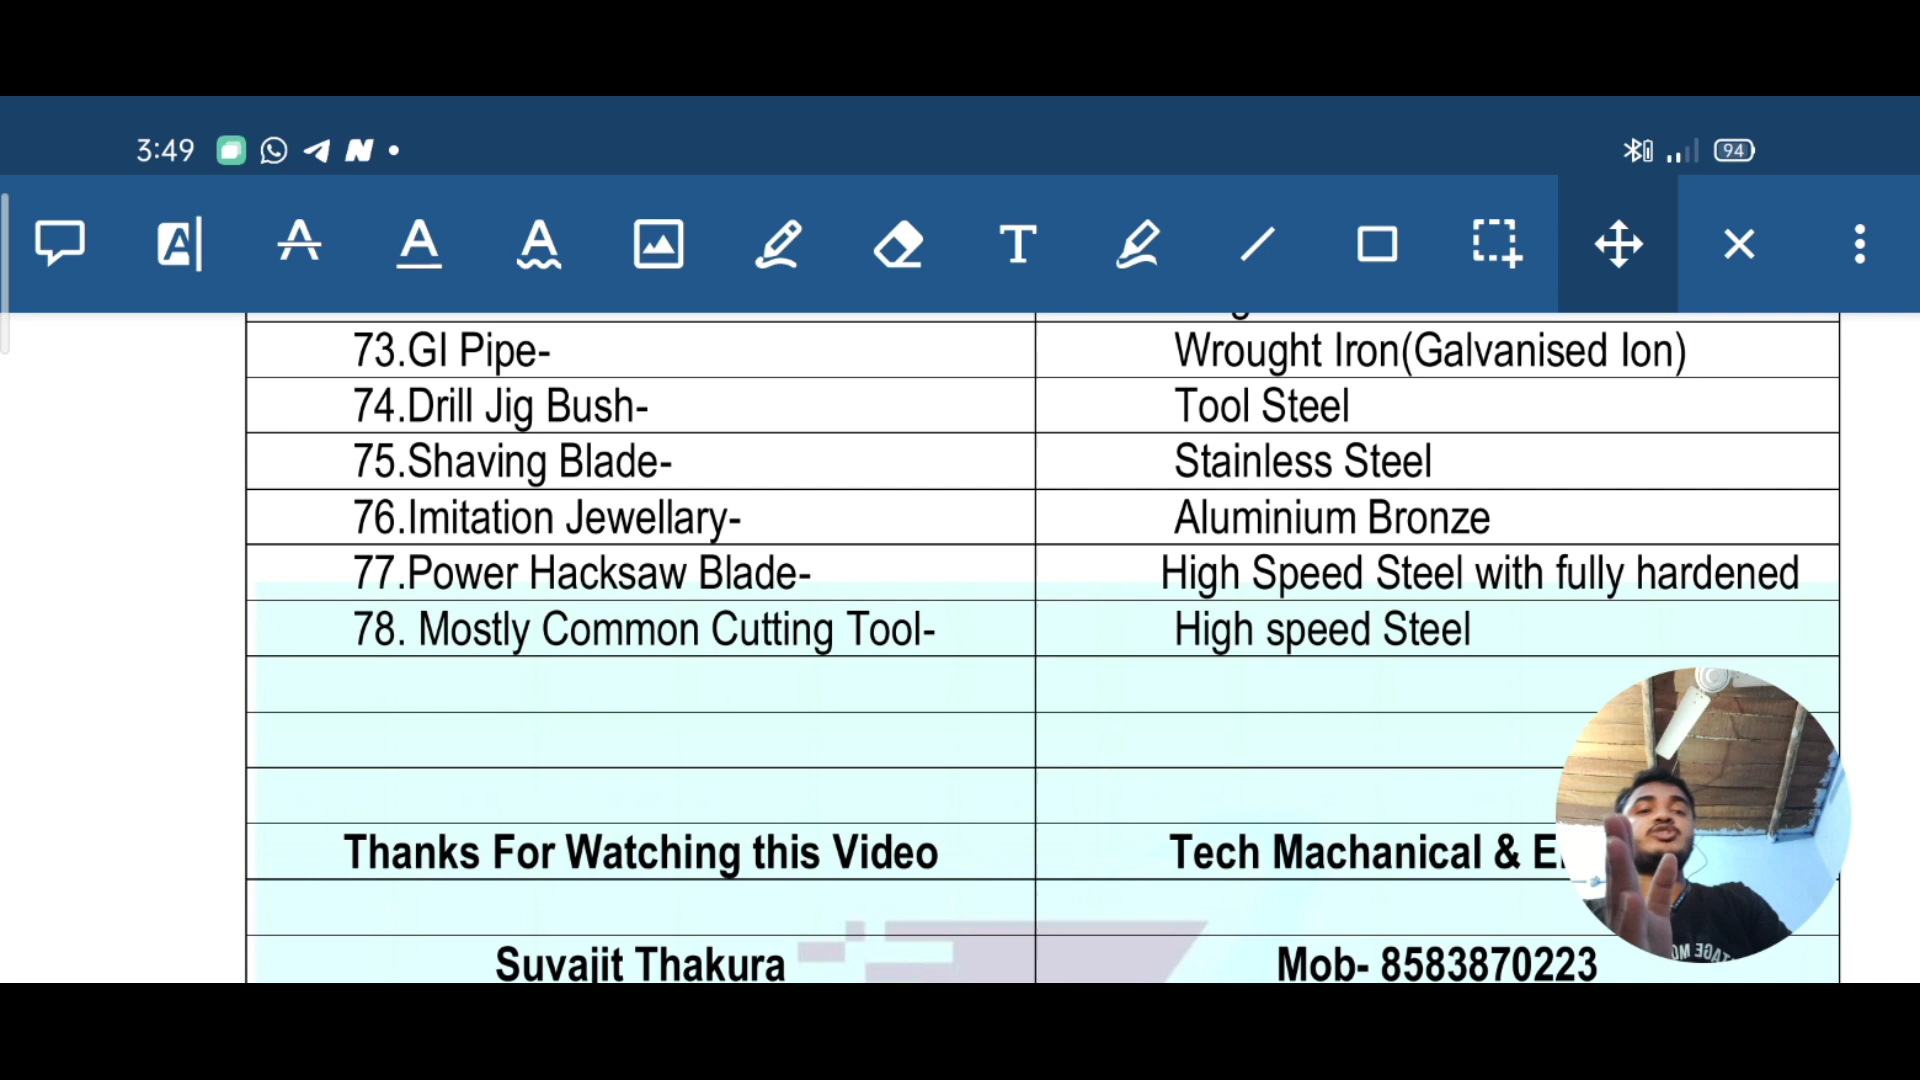 3:49
94
73.GI Pipe- Wrought Iron(Galvanised Ion)
74.Drill Jig Bush- Tool Steel
75.Shaving Blade- Stainless Steel
76.Imitation Jewellary- Aluminium Bronze
77.Power Hacksaw Blade- High Speed Steel with fully hardened
78. Mostly Common Cutting Tool- High speed Steel
Thanks For Watching this Video Tech Machanical &
Suvajit Thakura Mob- 8583870223